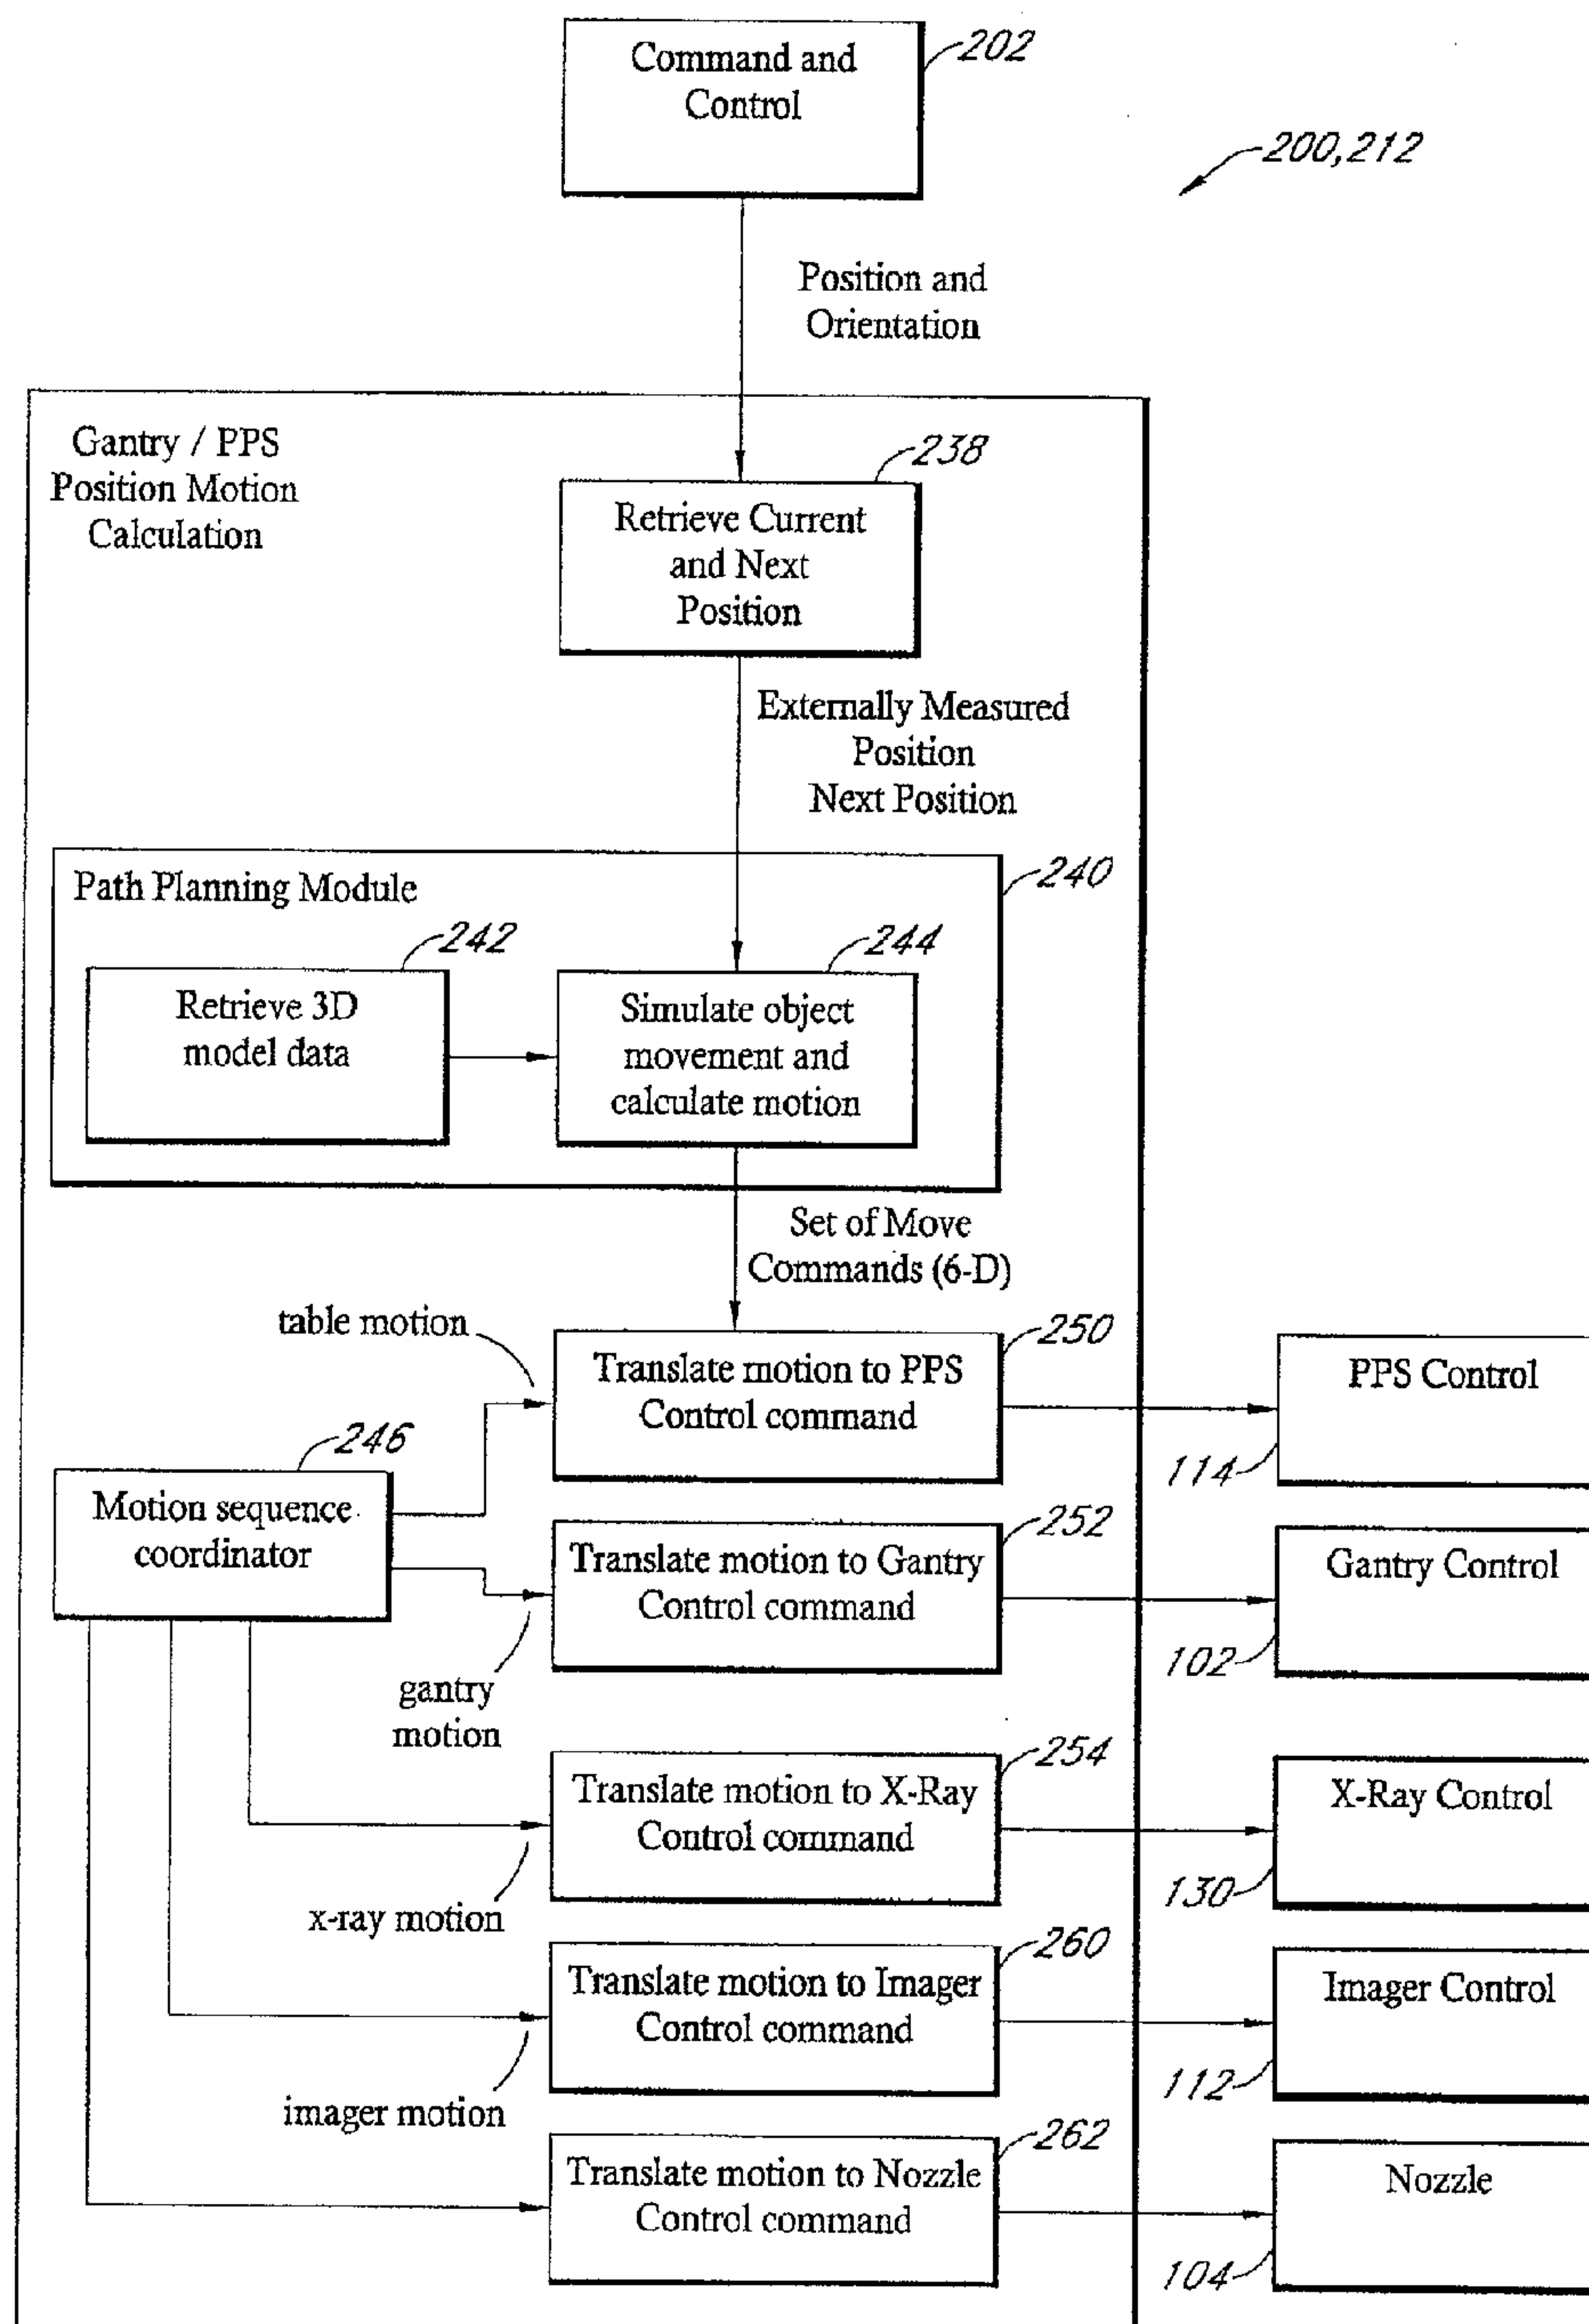 Command and
Control
202
200,212
Position and
Orientation
Gantry / PPS
Position Motion
Calculation
238
Retrieve Current
and Next
Position
Externally Measured
Position
Next Position
240
Path Planning Module
242
Retrieve 3D
model data
244
Simulate object
movement and
calculate motion
Set of Move
Commands (6-D)
table motion
250
Translate motion to PPS
Control command
PPS Control
114
246
Motion sequence
coordinator
252
Translate motion to Gantry
Control command
Gantry Control
102
gantry
motion
254
Translate motion to X-Ray
Control command
X-Ray Control
130
x-ray motion
260
Translate motion to Imager
Control command
Imager Control
112
imager motion
262
Translate motion to Nozzle
Control command
Nozzle
104